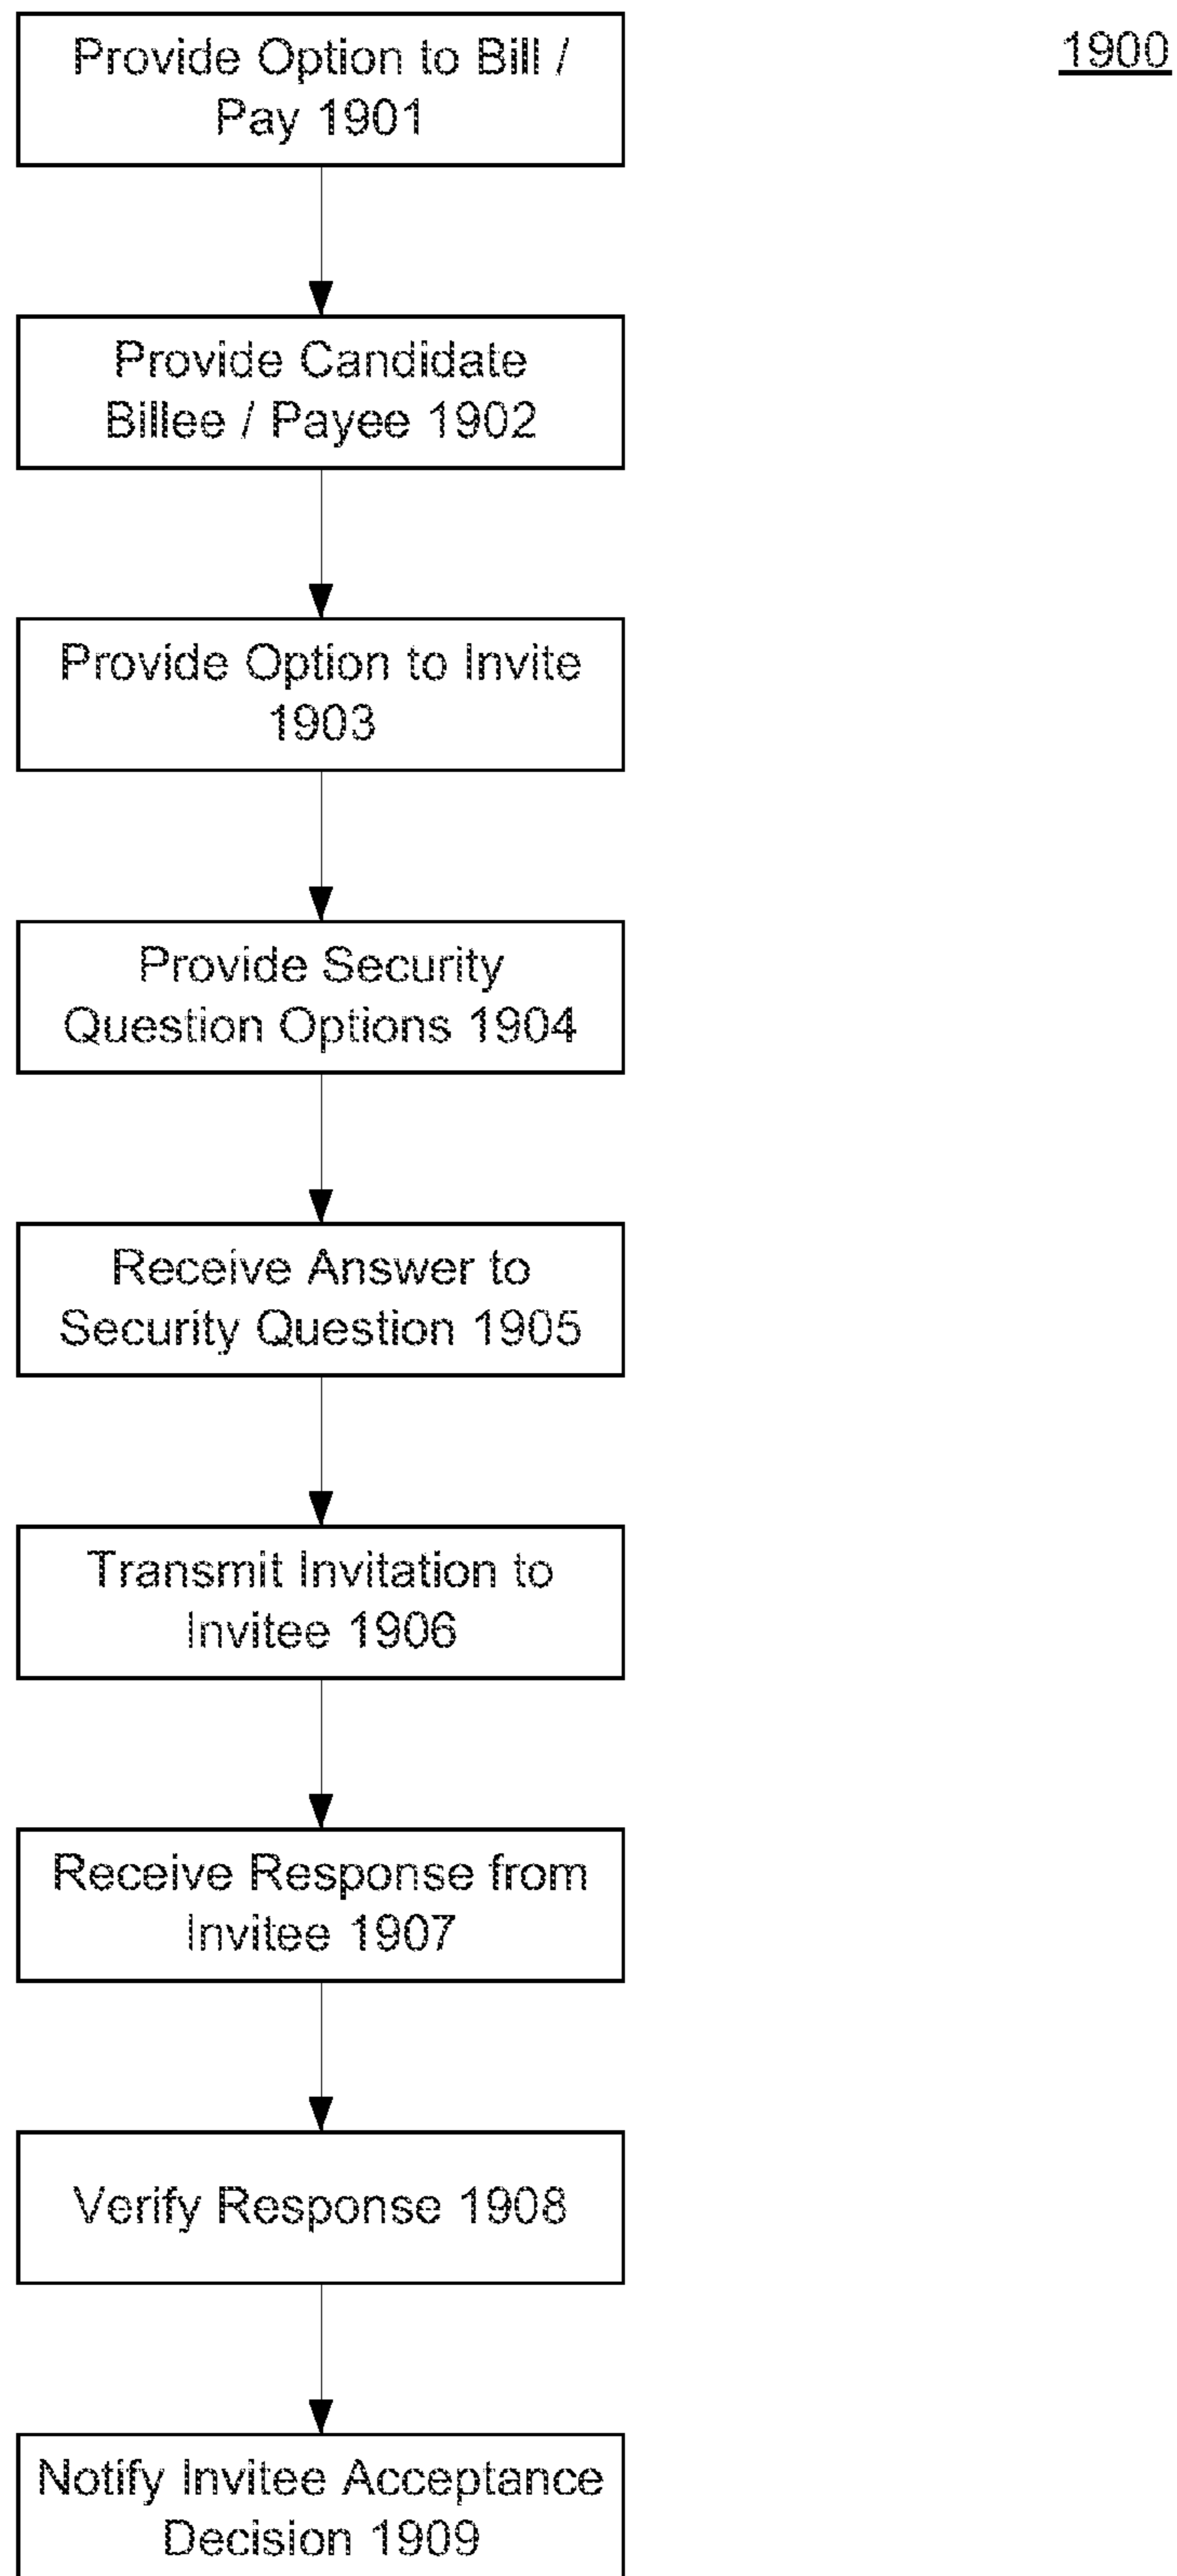 Provide Option to Bill /
Pay 1901
1900
Provide Candidate
Billee / Payee 1902
Provide Option to Invite
1903
Provide Security
Question Options 1904
Receive Answer to
Security Question 1905
Transmit Invitation to
Invitee 1906
Receive Response from
Invitee 1907
Verify Response 1908
Notify Invitee Acceptance
Decision 1909